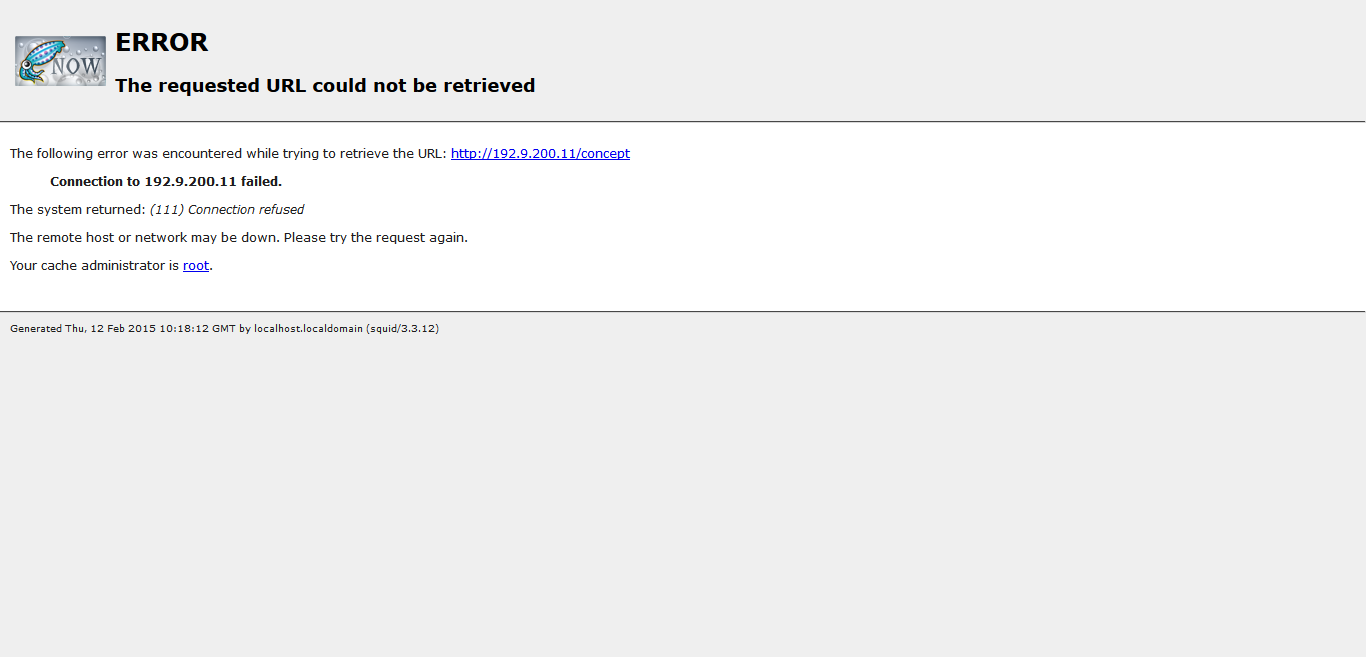 NOW
ERROR
The requested URL could not be retrieved
The following error was encountered while trying to retrieve the URL: http://192.9.200.11/concept
Connection to 192.9.200.11 failed.
The system returned: (111) Connection refused
The remote host or network may be down. Please try the request again.
Your cache administrator is root.
Generated Thu, 12 Feb 2015 10:18:12 GMT by localhost.localdomain (squid/3.3.12)